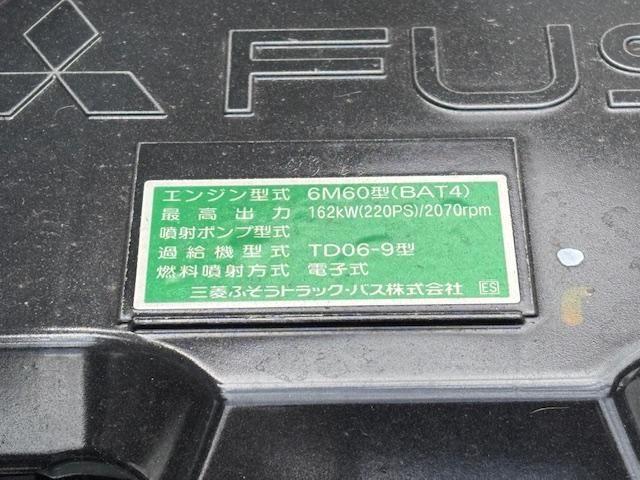 FUS
エンジン型式 6M60型(BAT4)
最高出力 162kW(220PS)/2070rpm
噴射ポンプ型式
過給機型式 TD06-9型
燃料噴射方式 電子式
三菱ふそうトラック・バス株式会社 ES